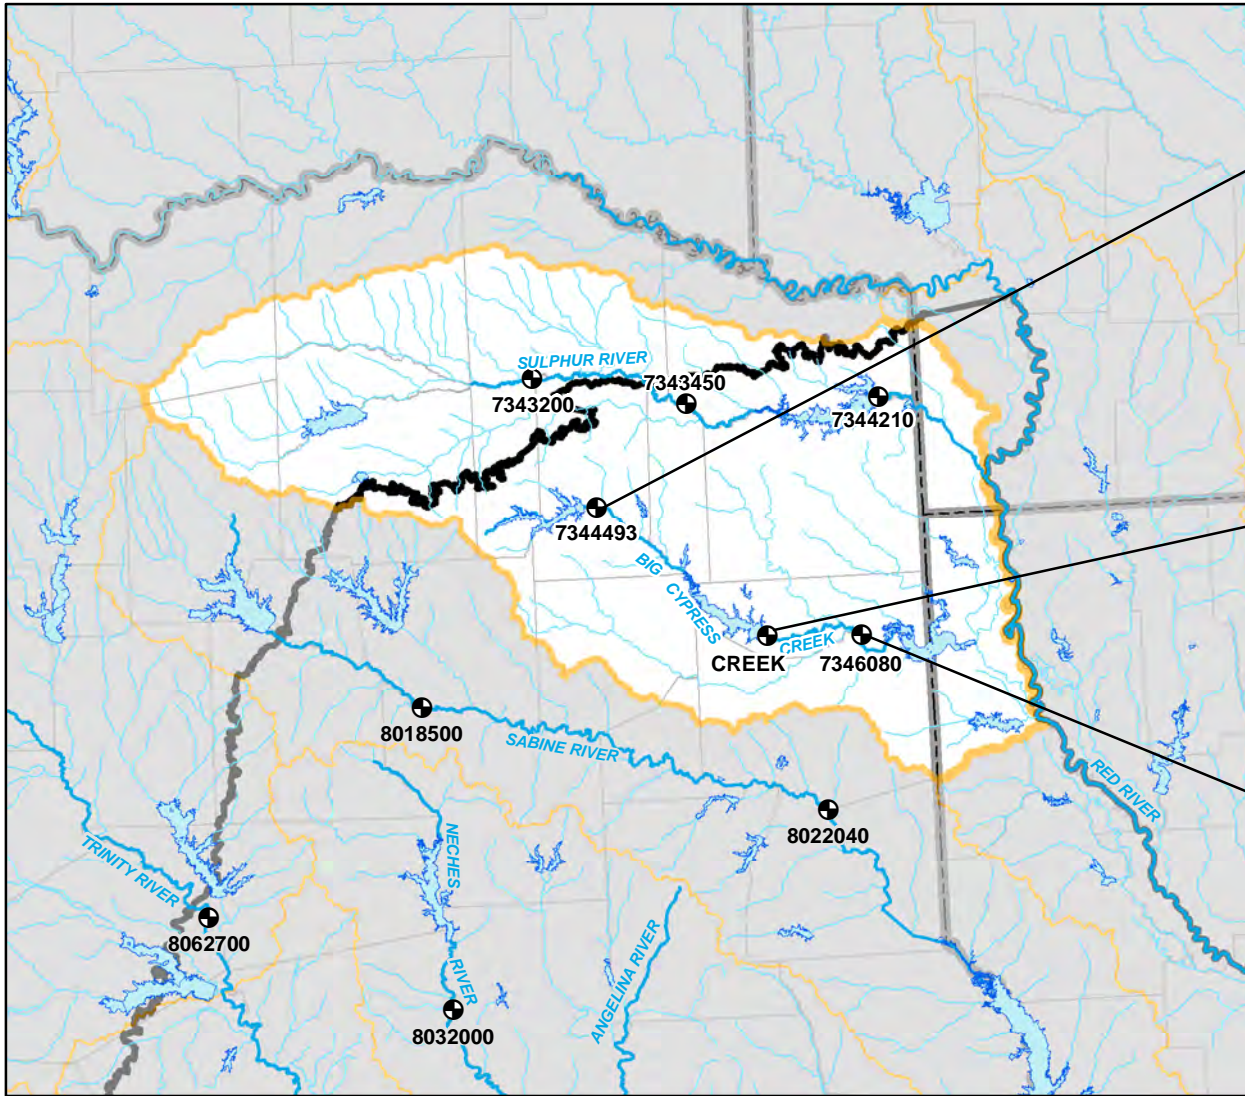 SULPHUR RIVER
7343450
7343200
7344210
7344493
BIG CYPRESS
CREEK
CREEK
7346080
8018500
SABINE RIVER
RED RIVER
8022040
NECHES
TRINITY RIVER
8062700
ANGELINA RIVER
RIVER
8032000